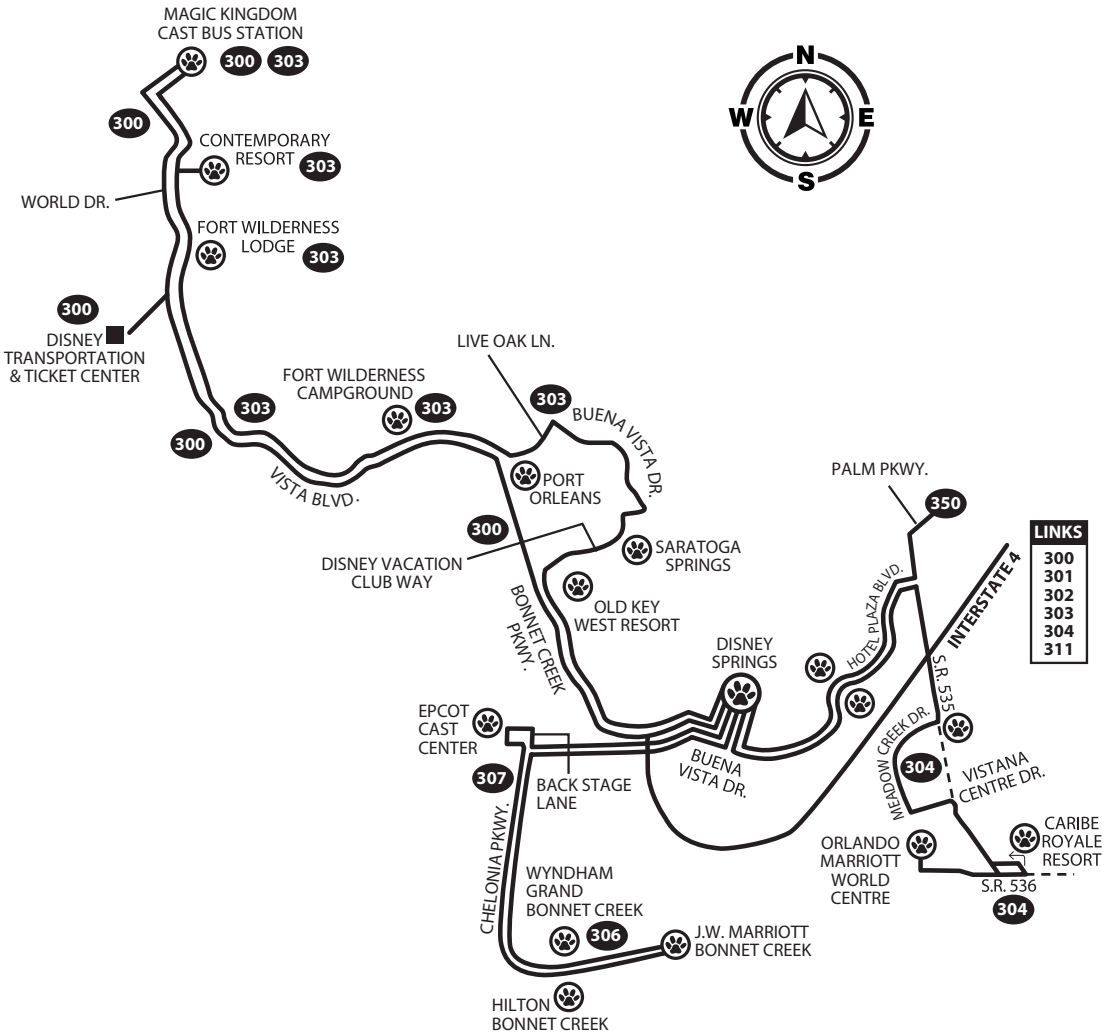 MAGIC KINGDOM
CAST BUS STATION
300
303
N
W
E
S
300
CONTEMPORARY
RESORT
303
WORLD DR.
FORT WILDERNESS
LODGE
303
300
DISNEY
TRANSPORTATION
& TICKET CENTER
LIVE OAK LN.
FORT WILDERNESS
CAMPGROUND
303
303
303
300
BUENA VISTA DR.
VISTA BLVD.
PORT
ORLEANS
PALM PKWY.
350
300
DISNEY VACATION
CLUB WAY
SARATOGA
SPRINGS
LINKS
300
301
302
303
304
311
OLD KEY
WEST RESORT
BONNET CREEK
PKWY.
HOTEL PLAZA BLVD.
INTERSTATE 4
DISNEY
SPRINGS
S.R. 535
EPCOT
CAST
CENTER
307
BACK STAGE
LANE
BUENA
VISTA DR.
MEADOW CREEK DR.
304
VISTANA
CENTRE DR.
CHELONIA PKWY.
ORLANDO
MARRIOTT
WORLD
CENTRE
CARIBE
ROYALE
RESORT
S.R. 536
304
WYNDHAM
GRAND
BONNET CREEK
306
J.W. MARRIOTT
BONNET CREEK
HILTON
BONNET CREEK